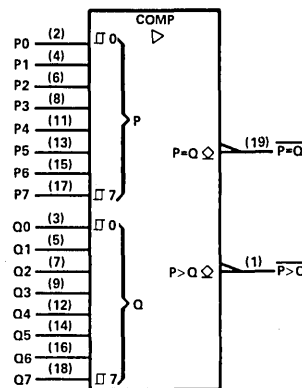 COMP
▷
P0 (2) 0
P1 (4)
P2 (6)
P3 (8)
P4 (11) P
P5 (13) P=Q (19) P=Q
P6 (15)
P7 (17) 7
Q0 (3) 0
Q1 (5)
Q2 (7) P>Q (1) P>Q
Q3 (9)
Q4 (12) Q
Q5 (14)
Q6 (16)
Q7 (18) 7